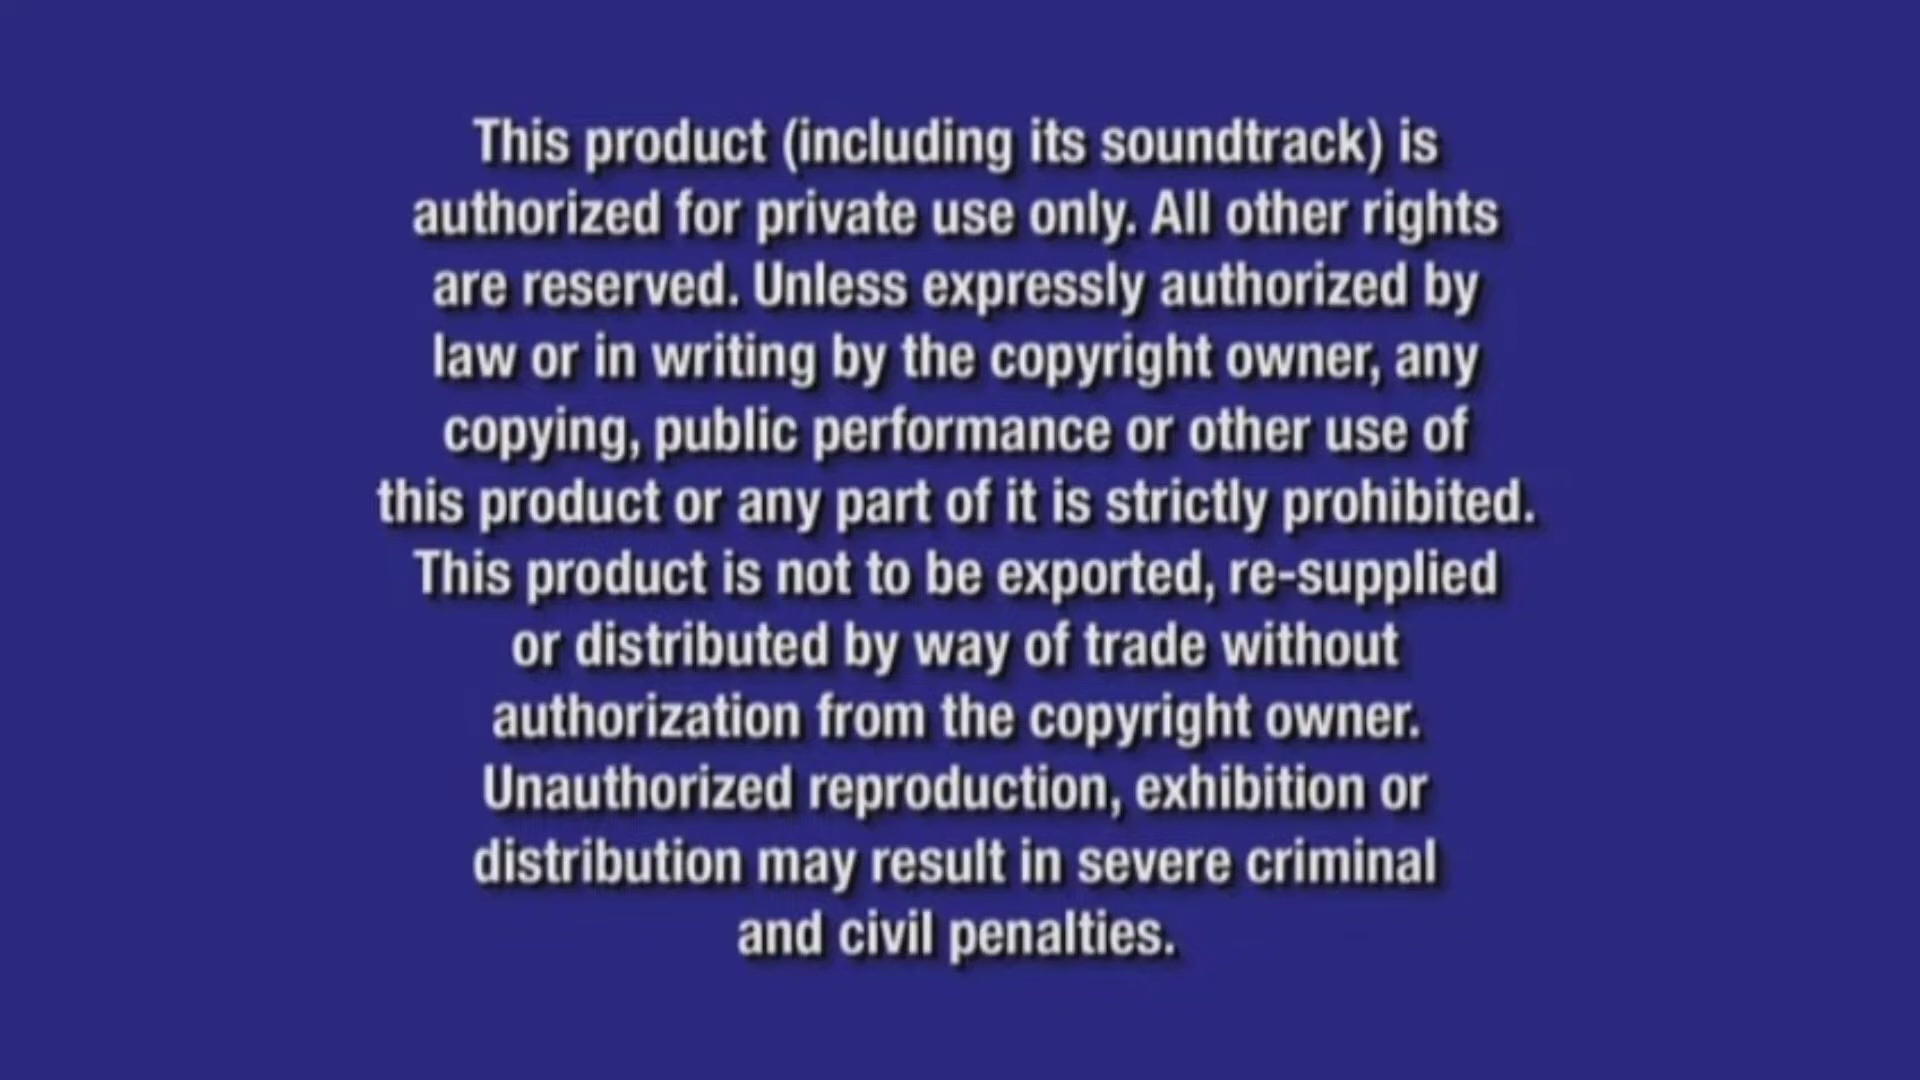 This product (including its soundtrack) is
authorized for private use only. All other rights
are reserved. Unless expressly authorized by
law or in writing by the copyright owner, any
copying, public performance or other use of
this product or any part of it is strictly prohibited.
This product is not to be exported, re-supplied
or distributed by way of trade without
authorization from the copyright owner.
Unauthorized reproduction, exhibition or
distribution may result in severe criminal
and civil penalties.